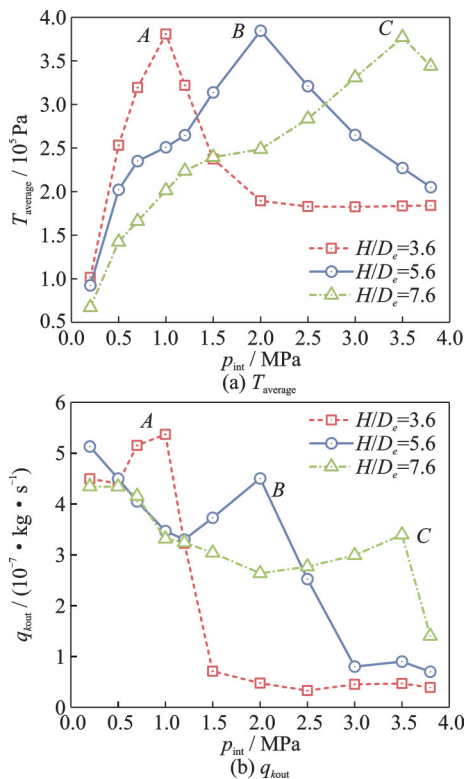 4.0
3.5
3.0
2.5
2.0
1.5
1.0
0.5
T_average / 10⁵ Pa
A
B
C
H/D_e=3.6
H/D_e=5.6
H/D_e=7.6
0 0.5 1.0 1.5 2.0 2.5 3.0 3.5 4.0
p_int / MPa
(a) T_average
6
5
4
3
2
1
0
q_kout / (10⁻⁷ • kg • s⁻¹)
A
B
C
H/D_e=3.6
H/D_e=5.6
H/D_e=7.6
0 0.5 1.0 1.5 2.0 2.5 3.0 3.5 4.0
p_int / MPa
(b) q_kout